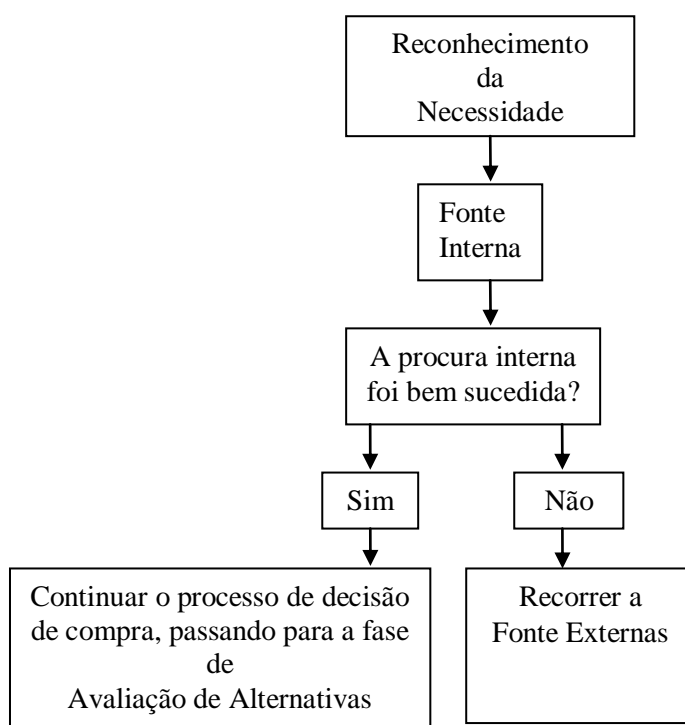 Reconhecimento
da
Necessidade
Fonte
Interna
A procura interna
foi bem sucedida?
Sim
Não
Continuar o processo de decisão
de compra, passando para a fase
de
Avaliação de Alternativas
Recorrer a
Fonte Externas